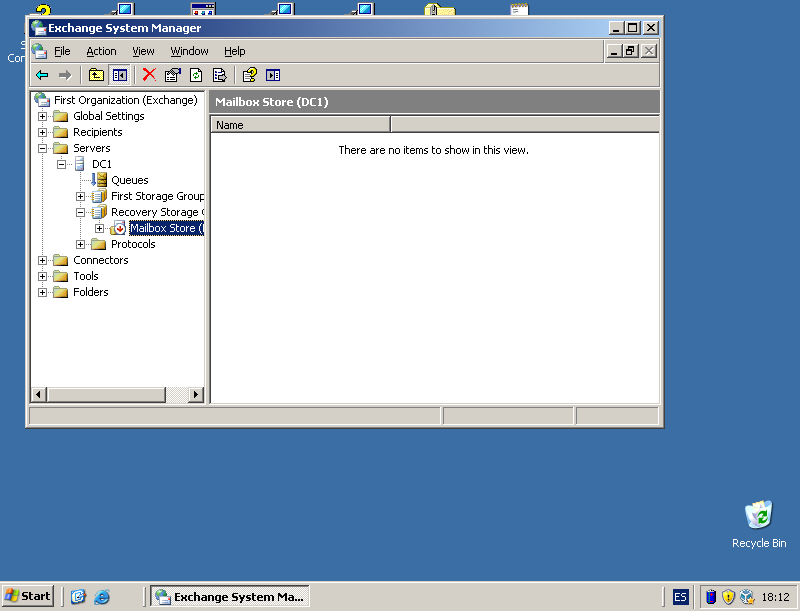 Exchange System Manager
File Action View Window Help
First Organization (Exchange)
Global Settings
Recipients
Servers
DC1
Queues
First Storage Group
Recovery Storage
Mailbox Store (
Protocols
Connectors
Tools
Folders
Mailbox Store (DC1)
Name
There are no items to show in this view.
Recycle Bin
Start
Exchange System Ma...
ES
18:12